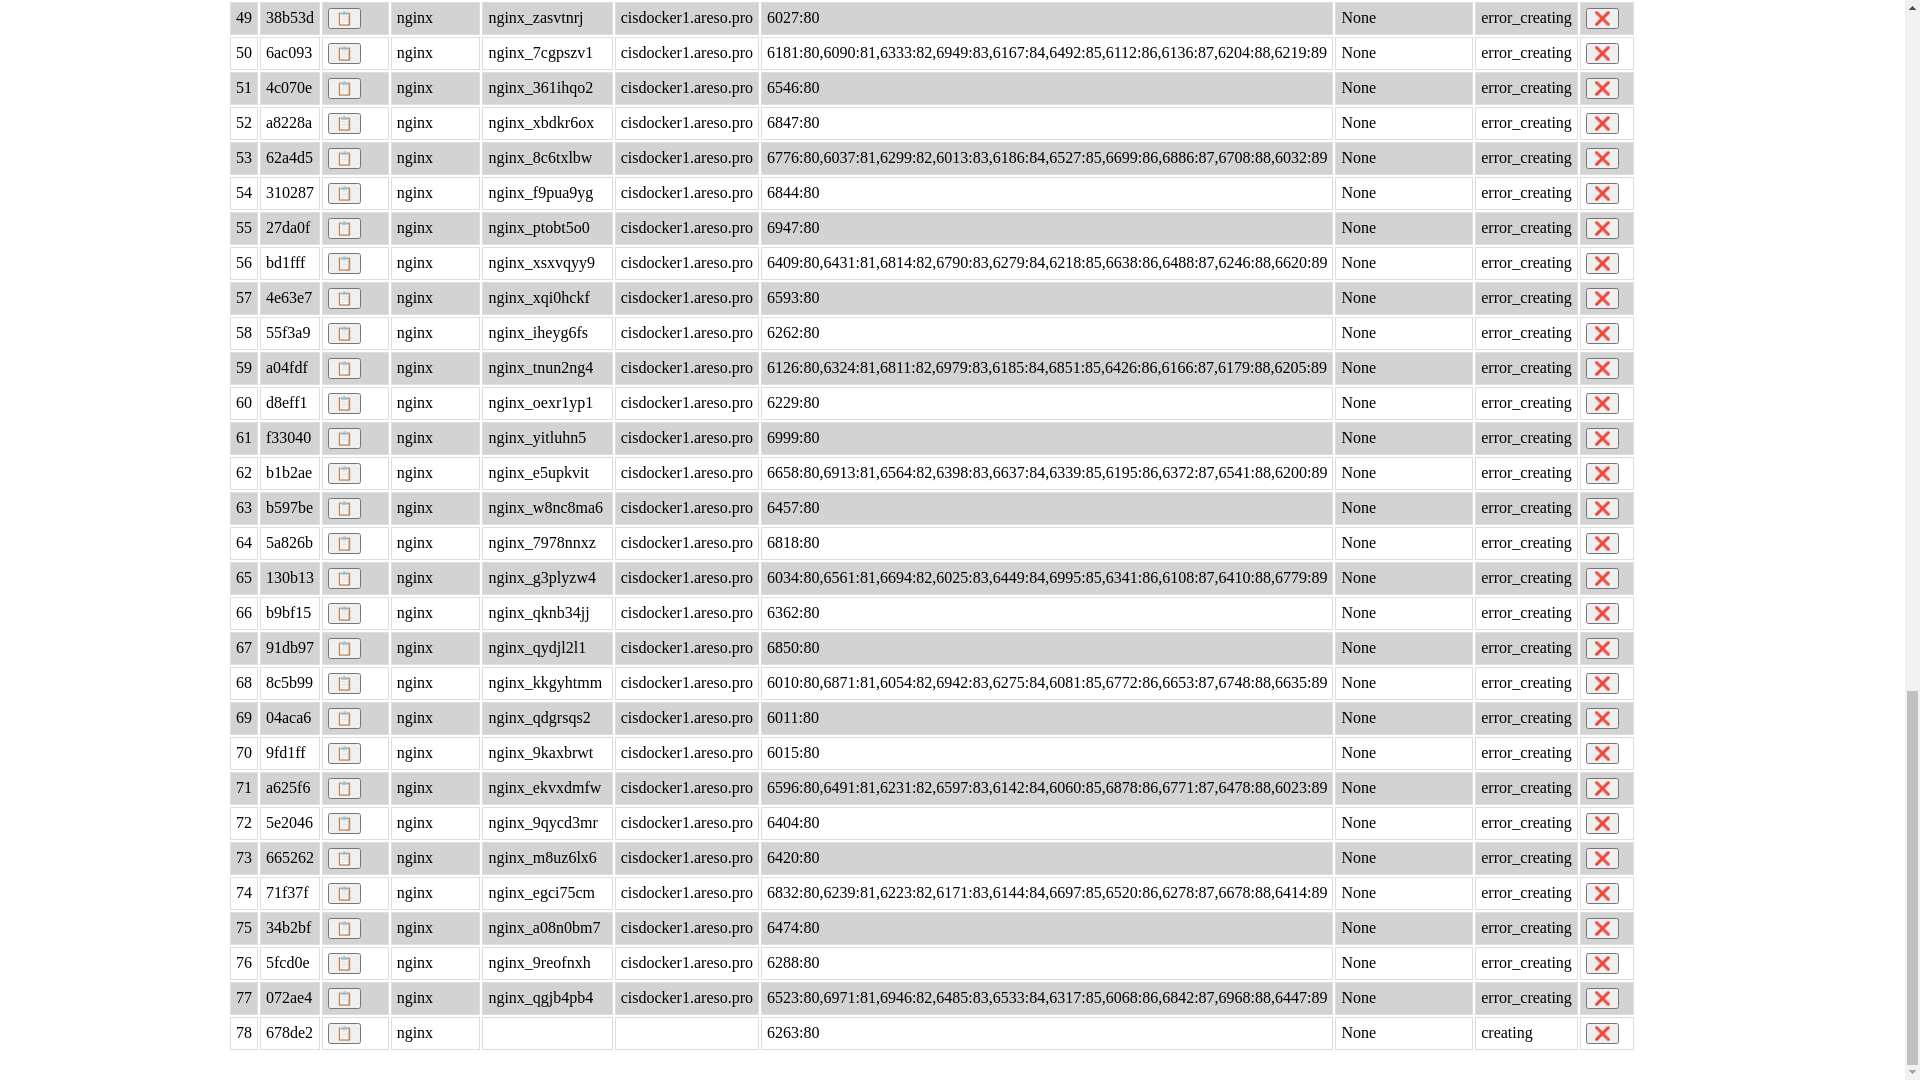 49 38b53d nginx nginx_zasvtnrj cisdocker1.areso.pro 6027:80 None error_creating
50 6ac093 nginx nginx_7cgpszv1 cisdocker1.areso.pro 6181:80,6090:81,6333:82,6949:83,6167:84,6492:85,6112:86,6136:87,6204:88,6219:89 None error_creating
51 4c070e nginx nginx_361ihqo2 cisdocker1.areso.pro 6546:80 None error_creating
52 a8228a nginx nginx_xbdkr6ox cisdocker1.areso.pro 6847:80 None error_creating
53 62a4d5 nginx nginx_8c6txlbw cisdocker1.areso.pro 6776:80,6037:81,6299:82,6013:83,6186:84,6527:85,6699:86,6886:87,6708:88,6032:89 None error_creating
54 310287 nginx nginx_f9pua9yg cisdocker1.areso.pro 6844:80 None error_creating
55 27da0f nginx nginx_ptobt5o0 cisdocker1.areso.pro 6947:80 None error_creating
56 bd1fff nginx nginx_xsxvqyy9 cisdocker1.areso.pro 6409:80,6431:81,6814:82,6790:83,6279:84,6218:85,6638:86,6488:87,6246:88,6620:89 None error_creating
57 4e63e7 nginx nginx_xqi0hckf cisdocker1.areso.pro 6593:80 None error_creating
58 55f3a9 nginx nginx_iheyg6fs cisdocker1.areso.pro 6262:80 None error_creating
59 a04fdf nginx nginx_tnun2ng4 cisdocker1.areso.pro 6126:80,6324:81,6811:82,6979:83,6185:84,6851:85,6426:86,6166:87,6179:88,6205:89 None error_creating
60 d8eff1 nginx nginx_oexr1yp1 cisdocker1.areso.pro 6229:80 None error_creating
61 f33040 nginx nginx_yitluhn5 cisdocker1.areso.pro 6999:80 None error_creating
62 b1b2ae nginx nginx_e5upkvit cisdocker1.areso.pro 6658:80,6913:81,6564:82,6398:83,6637:84,6339:85,6195:86,6372:87,6541:88,6200:89 None error_creating
63 b597be nginx nginx_w8nc8ma6 cisdocker1.areso.pro 6457:80 None error_creating
64 5a826b nginx nginx_7978nnxz cisdocker1.areso.pro 6818:80 None error_creating
65 130b13 nginx nginx_g3plyzw4 cisdocker1.areso.pro 6034:80,6561:81,6694:82,6025:83,6449:84,6995:85,6341:86,6108:87,6410:88,6779:89 None error_creating
66 b9bf15 nginx nginx_qknb34jj cisdocker1.areso.pro 6362:80 None error_creating
67 91db97 nginx nginx_qydjl2l1 cisdocker1.areso.pro 6850:80 None error_creating
68 8c5b99 nginx nginx_kkgyhtmm cisdocker1.areso.pro 6010:80,6871:81,6054:82,6942:83,6275:84,6081:85,6772:86,6653:87,6748:88,6635:89 None error_creating
69 04aca6 nginx nginx_qdgrsqs2 cisdocker1.areso.pro 6011:80 None error_creating
70 9fd1ff nginx nginx_9kaxbrwt cisdocker1.areso.pro 6015:80 None error_creating
71 a625f6 nginx nginx_ekvxdmfw cisdocker1.areso.pro 6596:80,6491:81,6231:82,6597:83,6142:84,6060:85,6878:86,6771:87,6478:88,6023:89 None error_creating
72 5e2046 nginx nginx_9qycd3mr cisdocker1.areso.pro 6404:80 None error_creating
73 665262 nginx nginx_m8uz6lx6 cisdocker1.areso.pro 6420:80 None error_creating
74 71f37f nginx nginx_egci75cm cisdocker1.areso.pro 6832:80,6239:81,6223:82,6171:83,6144:84,6697:85,6520:86,6278:87,6678:88,6414:89 None error_creating
75 34b2bf nginx nginx_a08n0bm7 cisdocker1.areso.pro 6474:80 None error_creating
76 5fcd0e nginx nginx_9reofnxh cisdocker1.areso.pro 6288:80 None error_creating
77 072ae4 nginx nginx_qgjb4pb4 cisdocker1.areso.pro 6523:80,6971:81,6946:82,6485:83,6533:84,6317:85,6068:86,6842:87,6968:88,6447:89 None error_creating
78 678de2 nginx 6263:80 None creating